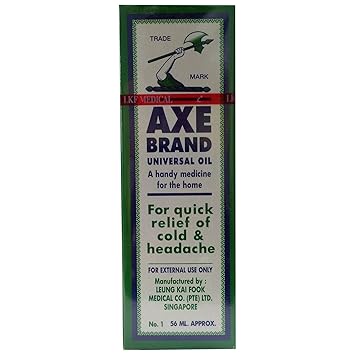 TRADE
MARK
LKF MEDICAL
AXE
BRAND
UNIVERSAL OIL
A handy medicine
for the home
For quick
relief of
cold &
headache
FOR EXTERNAL USE ONLY
Manufactured by :
LEUNG KAI FOOK
MEDICAL CO. (PTE) LTD.
SINGAPORE
No. 1 56 ML. APPROX.